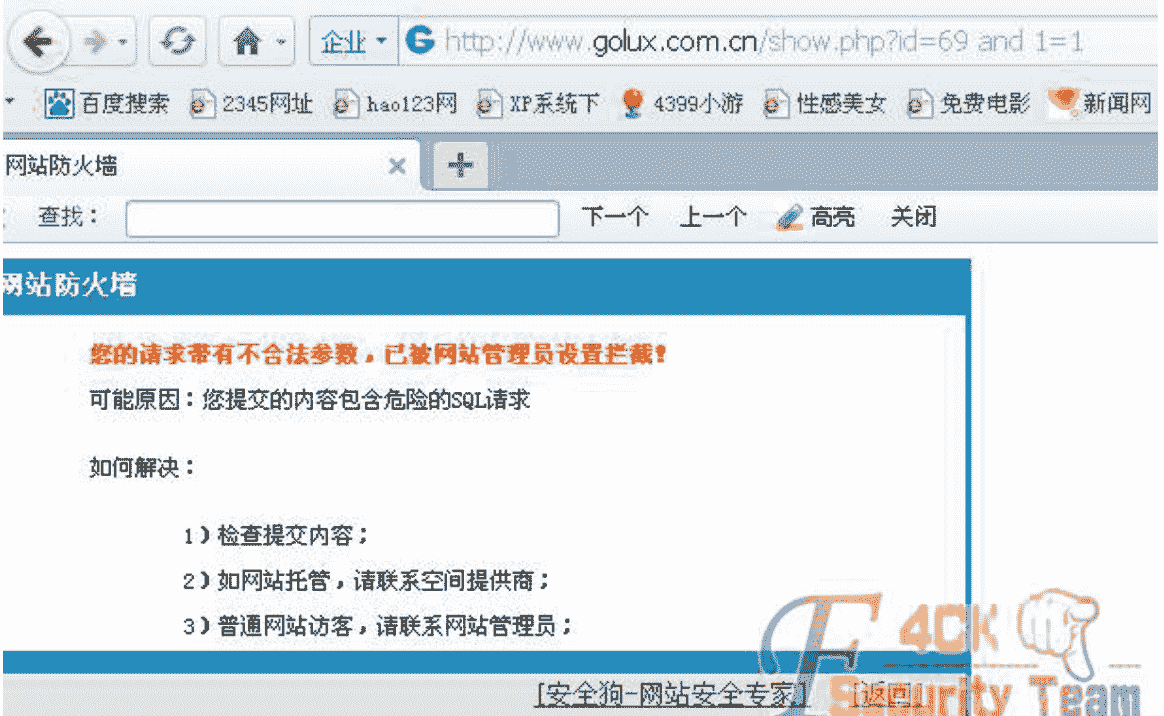 企业 http://www.golux.com.cn/show.php?id=69 and 1=1
百度搜索 2345网址 hao123网 XP系统下 4399小游 性感美女 免费电影 新闻网
网站防火墙
查找： 下一个 上一个 高亮 关闭
网站防火墙
您的请求带有不合法参数，已被网站管理员设置拦截！
可能原因：您提交的内容包含危险的SQL请求
如何解决：
1）检查提交内容；
2）如网站托管，请联系空间提供商；
3）普通网站访客，请联系网站管理员；
F4CK
[安全狗-网站安全专家] [返回]
Security Team